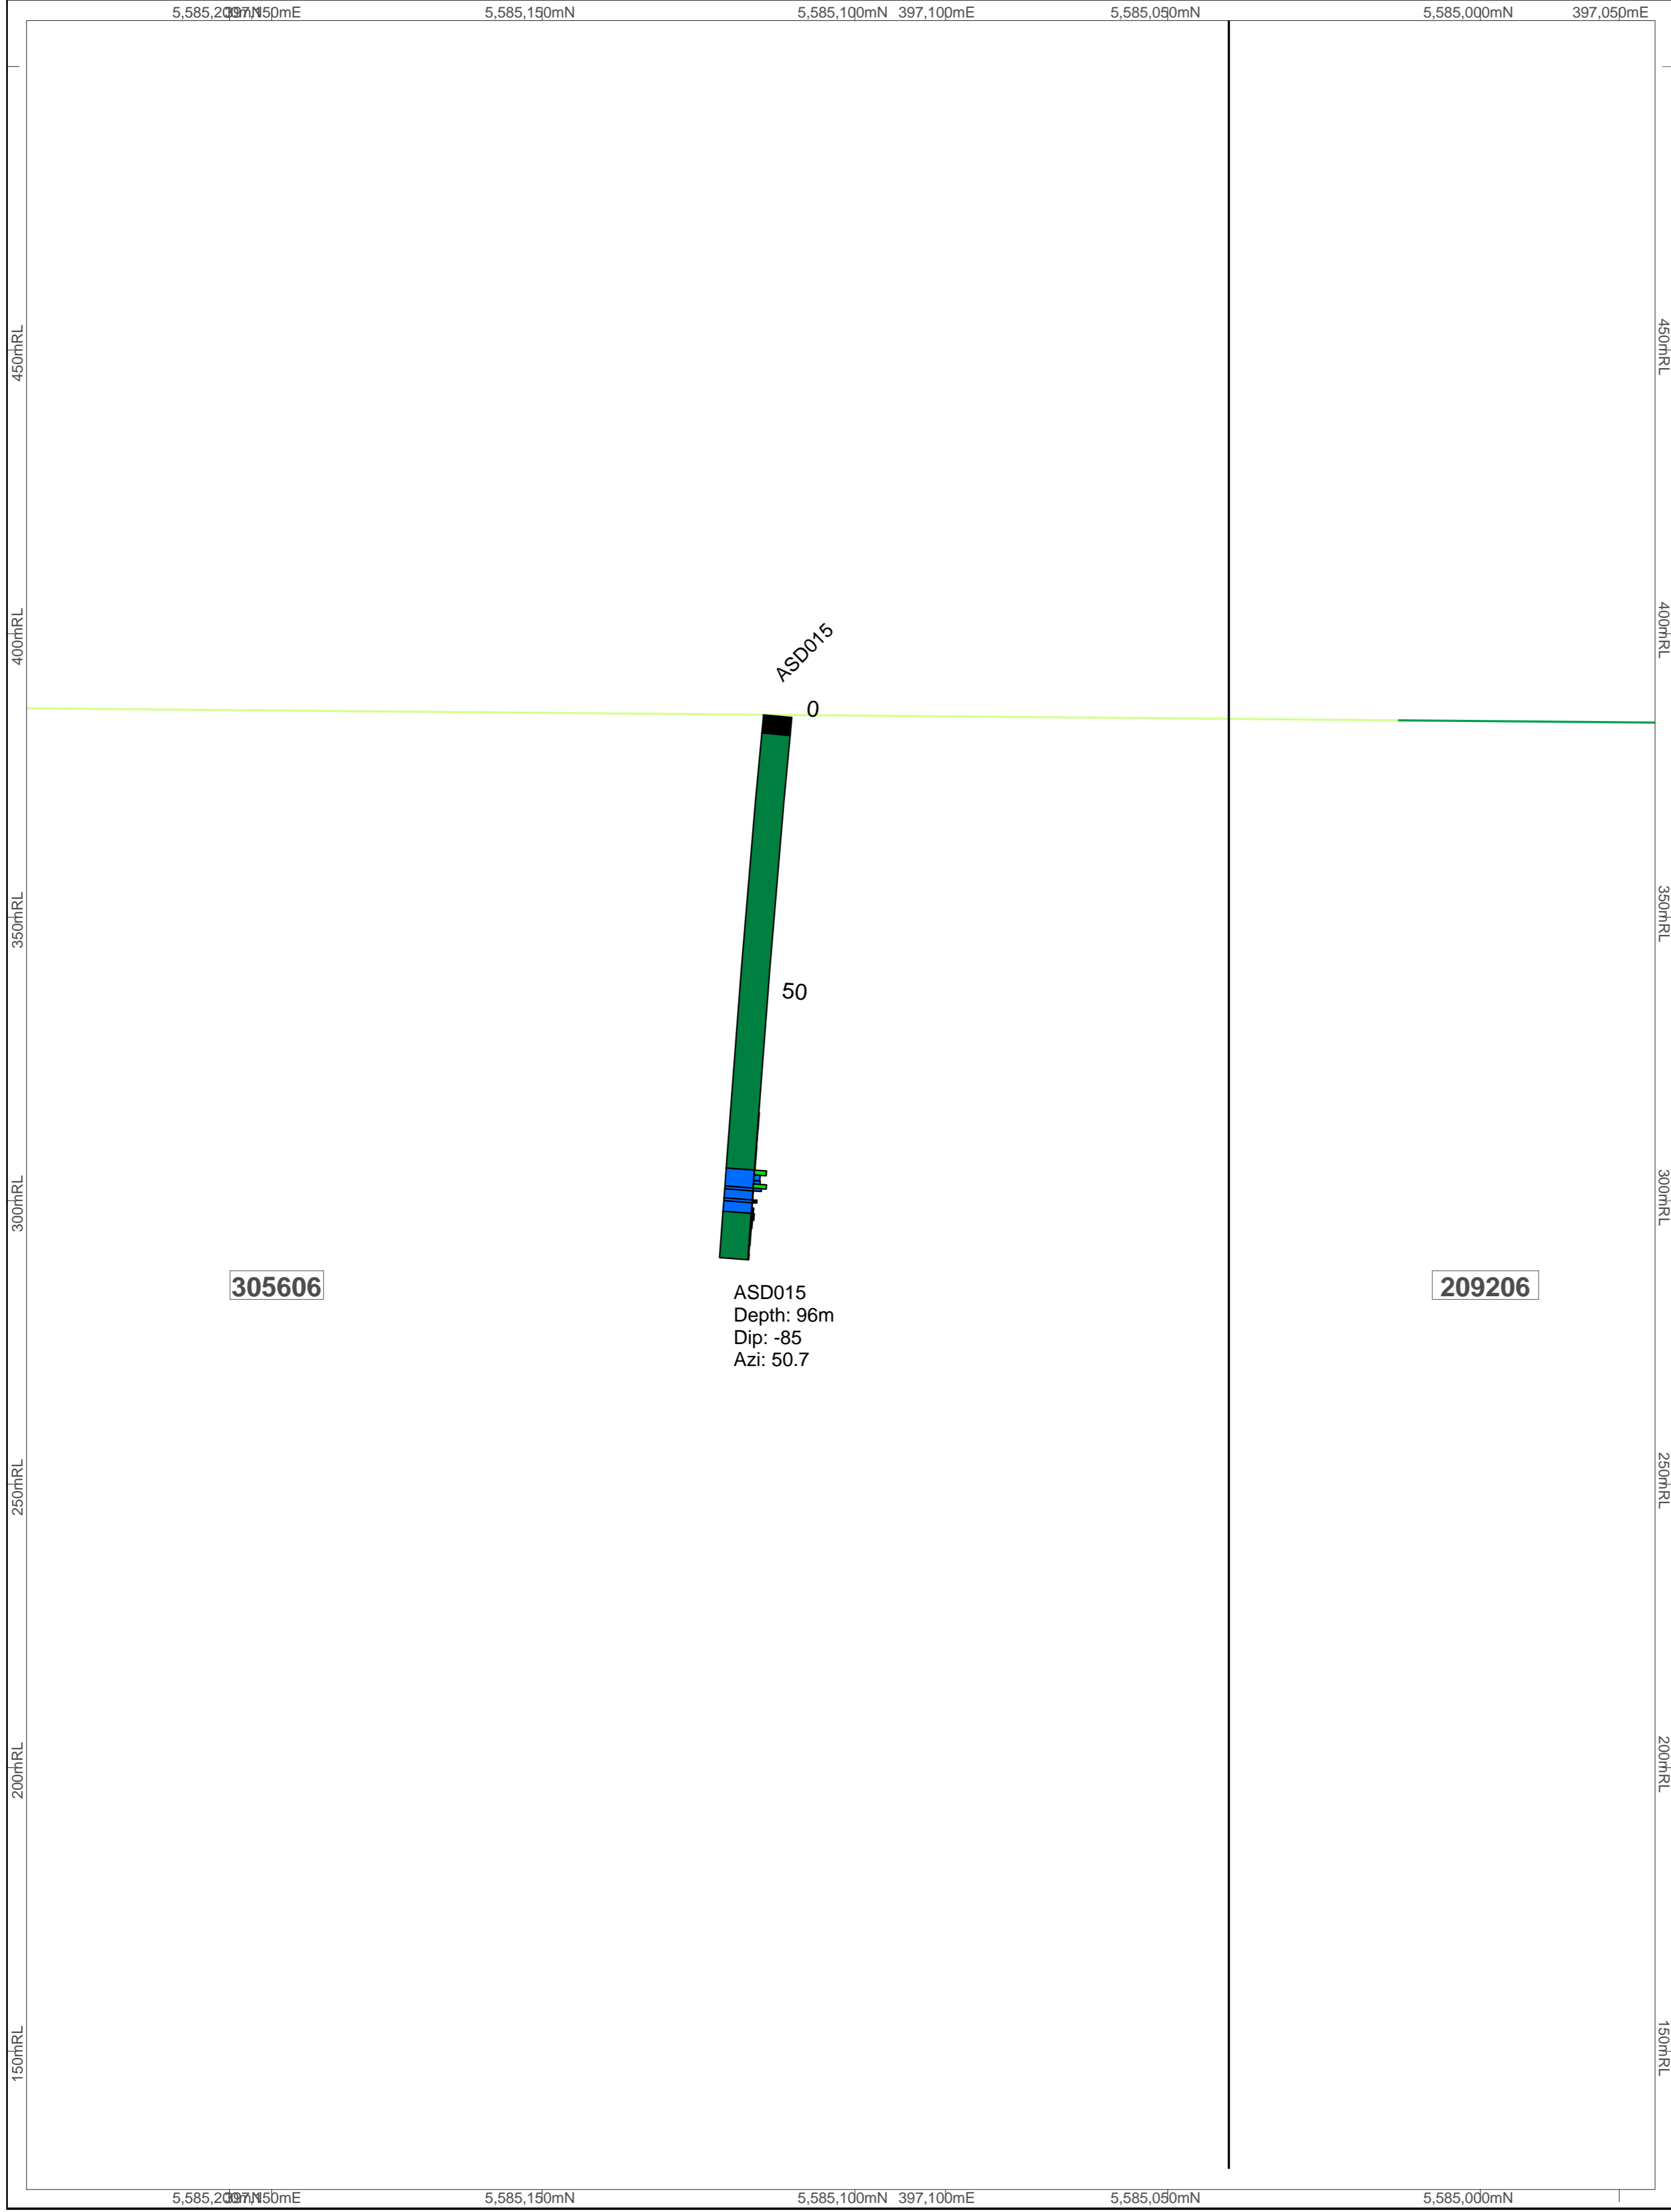 5,585,200mN 397,150mE 5,585,150mN 5,585,100mN 397,100mE 5,585,050mN 5,585,000mN 397,050mE
450mRL 450mRL
400mRL 400mRL
ASD015
0
350mRL 350mRL
50
300mRL 300mRL
305606
209206
ASD015
Depth: 96m
Dip: -85
Azi: 50.7
250mRL 250mRL
200mRL 200mRL
150mRL 150mRL
5,585,200mN 397,150mE 5,585,150mN 5,585,100mN 397,100mE 5,585,050mN 5,585,000mN